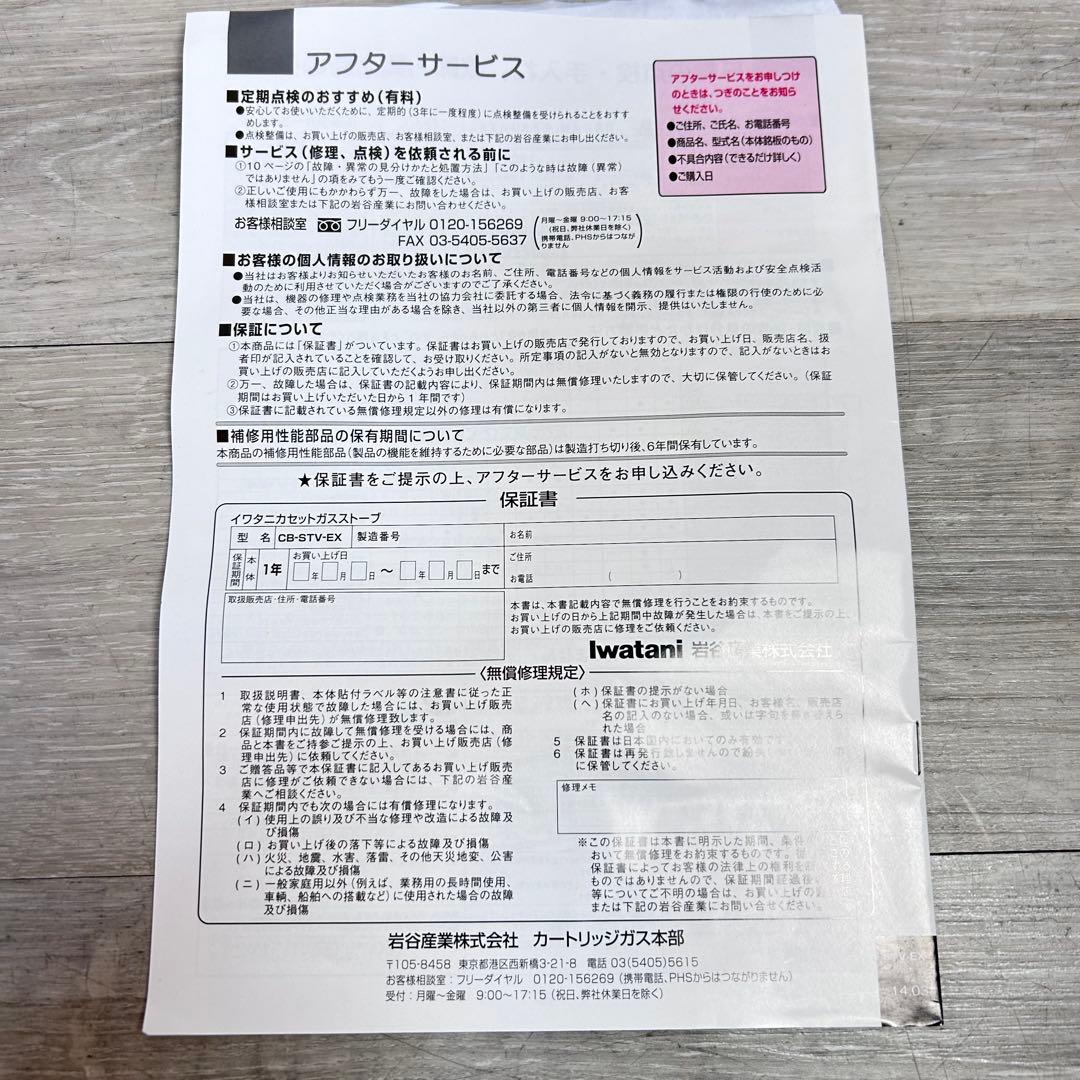 アフターサービス
■定期点検のおすすめ(有料)
●安心してお使いいただくために、定期的(3年に一度程度)に点検整備を受けられることをおすす
めします。
●点検整備は、お買い上げの販売店、お客様相談室、または下記の岩谷産業にお申し出ください。
■サービス(修理、点検)を依頼される前に
①10ページの「故障・異常の見分けかたと処置方法」「このような時は故障(異常)
ではありません」の項をみてもう一度ご確認ください。
②正しいご使用にもかかわらず万一、故障をした場合は、お買い上げの販売店、お客
様相談室または下記の岩谷産業にお問い合わせください。
お客様相談室 フリーダイヤル 0120-156269
FAX 03-5405-5637
(月曜〜金曜 9:00〜17:15
(祝日、弊社休業日を除く)
携帯電話、PHSからはつなが
りません)
アフターサービスをお申しつけ
のときは、つぎのことをお知ら
せください。
●ご住所、ご氏名、お電話番号
●商品名、型式名(本体銘板のもの)
●不具合内容(できるだけ詳しく)
●ご購入日
■お客様の個人情報のお取り扱いについて
●当社はお客様よりお知らせいただいたお客様のお名前、ご住所、電話番号などの個人情報をサービス活動および安全点検活
動のために利用させていただく場合がございますのでご了承ください。
●当社は、機器の修理や点検業務を当社の協力会社に委託する場合、法令に基づく義務の履行または権限の行使のために必
要な場合、その他正当な理由がある場合を除き、当社以外の第三者に個人情報を開示、提供はいたしません。
■保証について
①本商品には「保証書」がついています。保証書はお買い上げの販売店で発行しておりますので、お買い上げ日、販売店名、扱
者印が記入されていることを確認して、お受け取りください。所定事項の記入がないと無効となりますので、記入がないときはお
買い上げの販売店に記入していただくようお申し出ください。
②万一、故障した場合は、保証書の記載内容により、保証期間内は無償修理いたしますので、大切に保管してください。(保証
期間はお買い上げいただいた日から1年間です)
③保証書に記載されている無償修理規定以外の修理は有償になります。
■補修用性能部品の保有期間について
本商品の補修用性能部品(製品の機能を維持するために必要な部品)は製造打ち切り後、6年間保有しています。
★保証書をご提示の上、アフターサービスをお申し込みください。
保証書
イワタニカセットガスストーブ
型 名 CB-STV-EX 製造番号
お名前
保証期間 本体 1年 お買い上げ日
年 月 日 〜 年 月 日まで
ご住所
お電話 ( )
取扱販売店・住所・電話番号
本書は、本書記載内容で無償修理を行うことをお約束するものです。
お買い上げの日から上記期間中故障が発生した場合は、本書をご提示の上、
お買い上げの販売店に修理をご依頼ください。
Iwatani 岩谷産業株式会社
〈無償修理規定〉
1 取扱説明書、本体貼付ラベル等の注意書に従った正
常な使用状態で故障した場合には、お買い上げ販売
店(修理申出先)が無償修理致します。
2 保証期間内に故障して無償修理を受ける場合には、商
品と本書をご持参ご提示の上、お買い上げ販売店(修
理申出先)に依頼してください。
3 ご贈答品等で本保証書に記入してあるお買い上げ販売
店に修理がご依頼できない場合には、下記の岩谷産
業へご相談ください。
4 保証期間内でも次の場合には有償修理になります。
(イ)使用上の誤り及び不当な修理や改造による故障及
び損傷
(ロ)お買い上げ後の落下等による故障及び損傷
(ハ)火災、地震、水害、落雷、その他天災地変、公害
による故障及び損傷
(ニ)一般家庭用以外(例えば、業務用の長時間使用、
車輌、船舶への搭載など)に使用された場合の故障
及び損傷
(ホ)保証書の提示がない場合
(ヘ)保証書にお買い上げ年月日、お客様名、販売店
名の記入のない場合、或いは字句を書き替えら
れた場合
5 保証書は日本国内においてのみ有効です
6 保証書は再発行致しませんので紛失
に保管してください。
修理メモ
※この保証書は本書に明示した期間、条件
おいて無償修理をお約束するものです。
保証書によってお客様の法律上の権利を
ものではありませんので、保証期間経過後
等についてご不明の場合は、お買い上げの
または下記の岩谷産業にお問い合せください。
岩谷産業株式会社 カートリッジガス本部
〒105-8458 東京都港区西新橋3-21-8 電話 03(5405)5615
お客様相談室:フリーダイヤル 0120-156269(携帯電話、PHSからはつながりません)
受付:月曜〜金曜 9:00〜17:15(祝日、弊社休業日を除く)
14.03